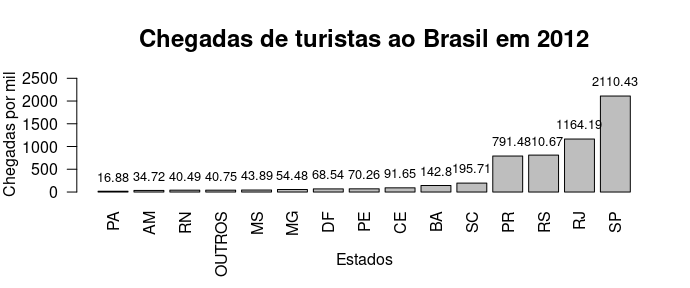 Chegadas de turistas ao Brasil em 2012
Chegadas por mil
2500
2000
1500
1000
500
0
16.88 34.72 40.49 40.75 43.89 54.48 68.54 70.26 91.65 142.8 195.71 791.48 810.67 1164.19 2110.43
PA AM RN OUTROS MS MG DF PE CE BA SC PR RS RJ SP
Estados